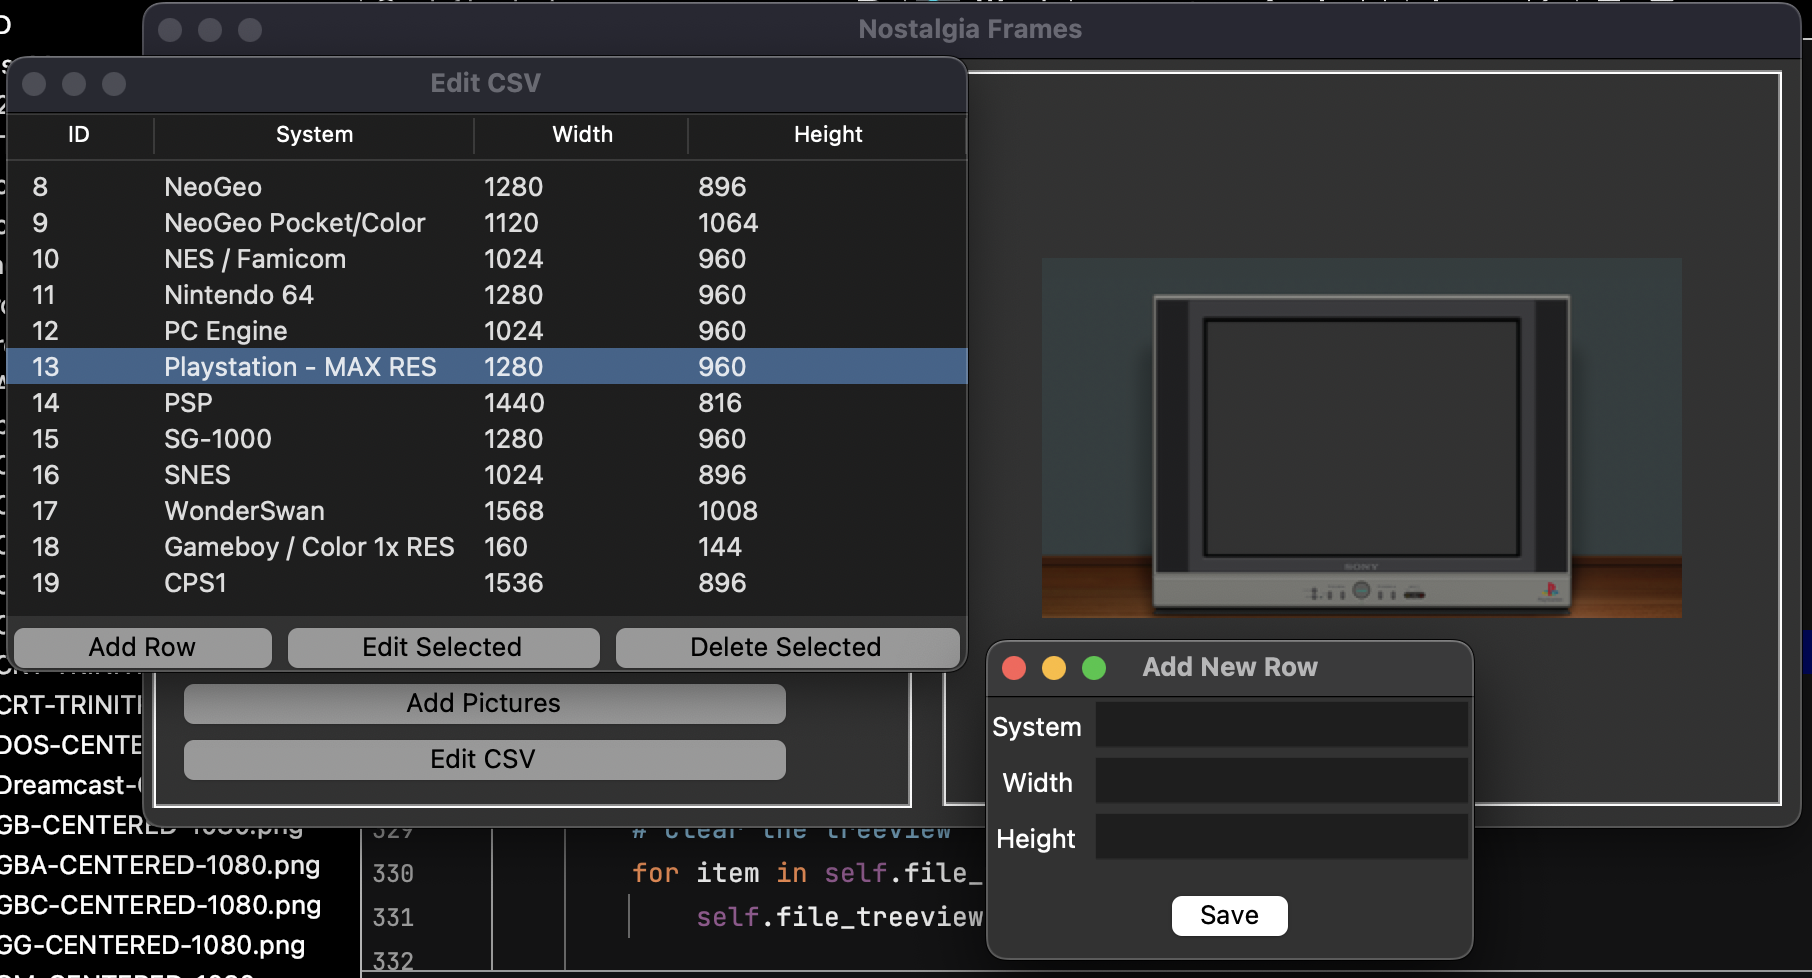 Nostalgia Frames
Edit CSV
ID System Width Height
8 NeoGeo 1280 896
9 NeoGeo Pocket/Color 1120 1064
10 NES / Famicom 1024 960
11 Nintendo 64 1280 960
12 PC Engine 1024 960
13 Playstation - MAX RES 1280 960
14 PSP 1440 816
15 SG-1000 1280 960
16 SNES 1024 896
17 WonderSwan 1568 1008
18 Gameboy / Color 1x RES 160 144
19 CPS1 1536 896
Add Row Edit Selected Delete Selected
Add Pictures
Edit CSV
SONY
Add New Row
System
Width
Height
Save
CRT-TRINIT
DOS-CENTE
Dreamcast-
GB-CENTERED-1080.png
GBA-CENTERED-1080.png
GBC-CENTERED-1080.png
GG-CENTERED-1080.png
329 # Clear the treeview
330 for item in self.file_
331 self.file_treeview
332